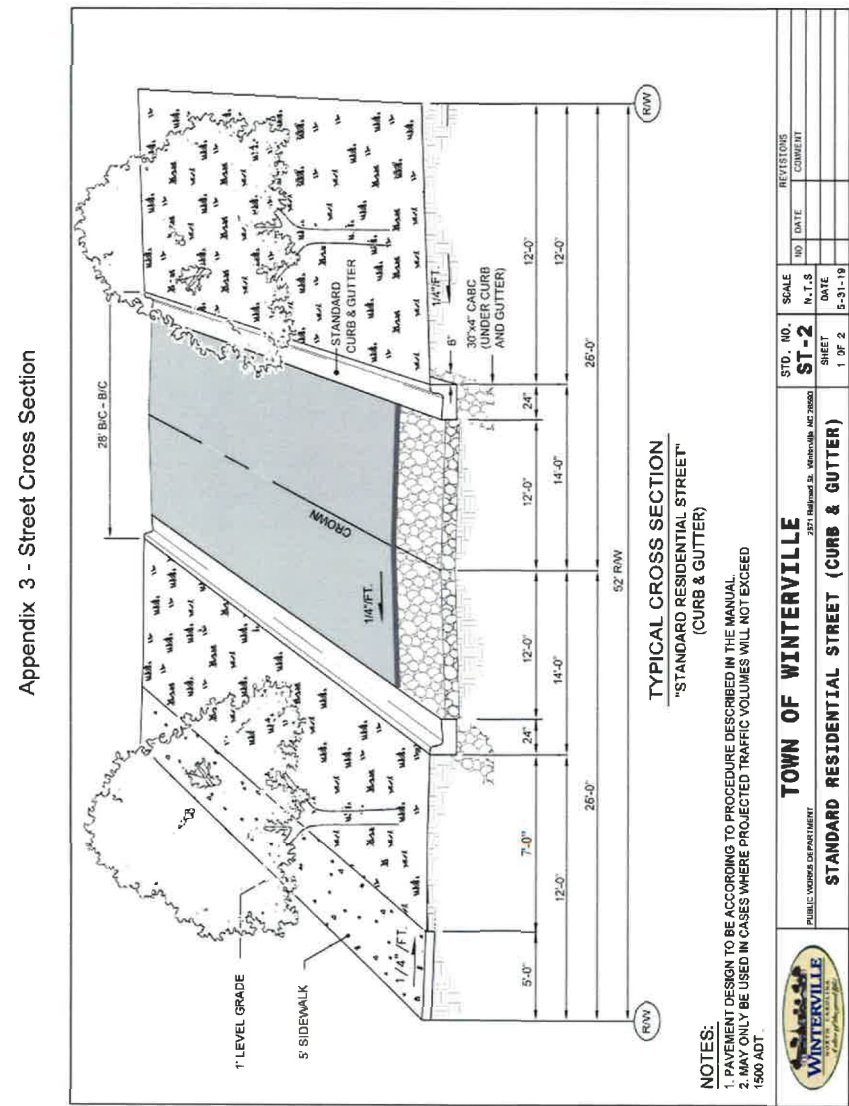 Appendix 3 - Street Cross Section
28' B/C - B/C
1' LEVEL GRADE
5' SIDEWALK
STANDARD
CURB & GUTTER
CROWN
1/4"/FT.
1/4"/FT.
1/4"/FT.
6"
30"x4" CABC
(UNDER CURB
AND GUTTER)
5'-0"
7'-0"
24"
12'-0"
12'-0"
24"
12'-0"
12'-0"
14'-0"
14'-0"
12'-0"
26'-0"
26'-0"
R/W
52' R/W
R/W
TYPICAL CROSS SECTION
"STANDARD RESIDENTIAL STREET"
(CURB & GUTTER)
NOTES:
1. PAVEMENT DESIGN TO BE ACCORDING TO PROCEDURE DESCRIBED IN THE MANUAL.
2. MAY ONLY BE USED IN CASES WHERE PROJECTED TRAFFIC VOLUMES WILL NOT EXCEED
1500 ADT.
WINTERVILLE
NORTH CAROLINA
TOWN OF WINTERVILLE
PUBLIC WORKS DEPARTMENT
2571 Railroad St. Winterville NC 28590
STANDARD RESIDENTIAL STREET (CURB & GUTTER)
STD. NO.
ST-2
SHEET
1 OF 2
SCALE
N.T.S
DATE
5-31-19
REVISIONS
NO DATE COMMENT